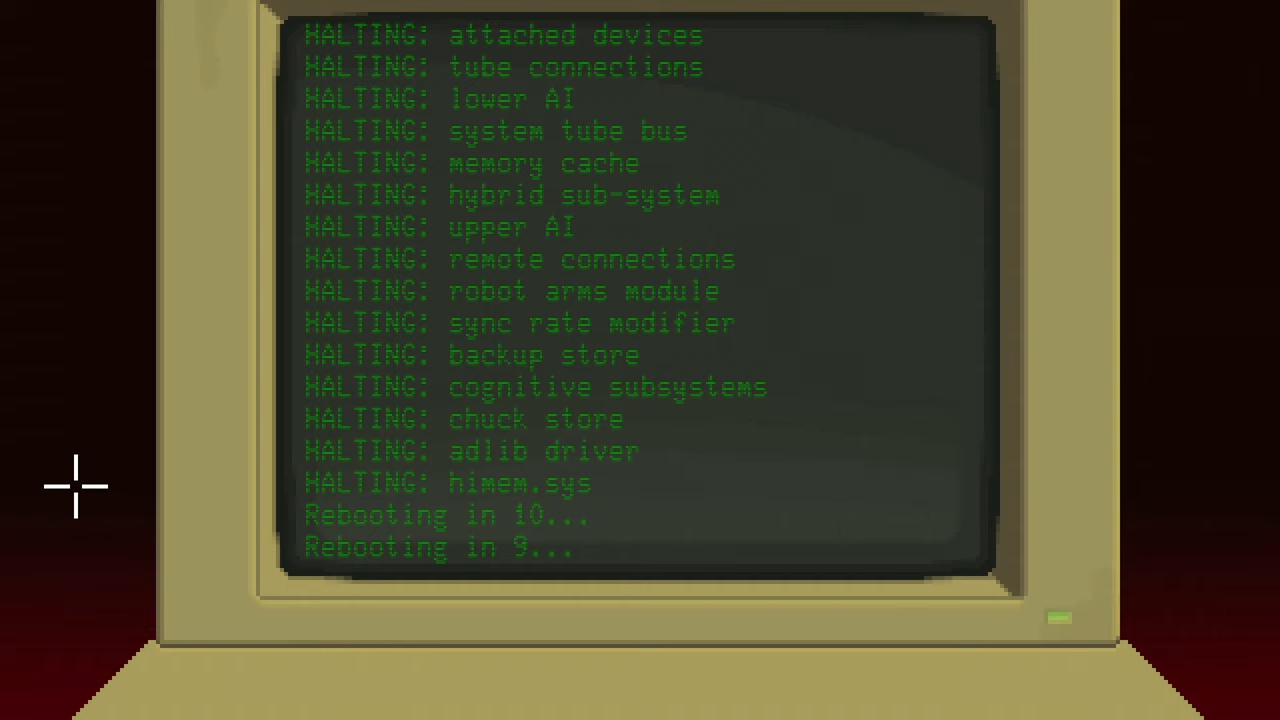 HALTING: attached devices
HALTING: tube connections
HALTING: lower AI
HALTING: system tube bus
HALTING: memory cache
HALTING: hybrid sub-system
HALTING: upper AI
HALTING: remote connections
HALTING: robot arms module
HALTING: sync rate modifier
HALTING: backup store
HALTING: cognitive subsystems
HALTING: chuck store
HALTING: adlib driver
HALTING: himem.sys
Rebooting in 10...
Rebooting in 9...